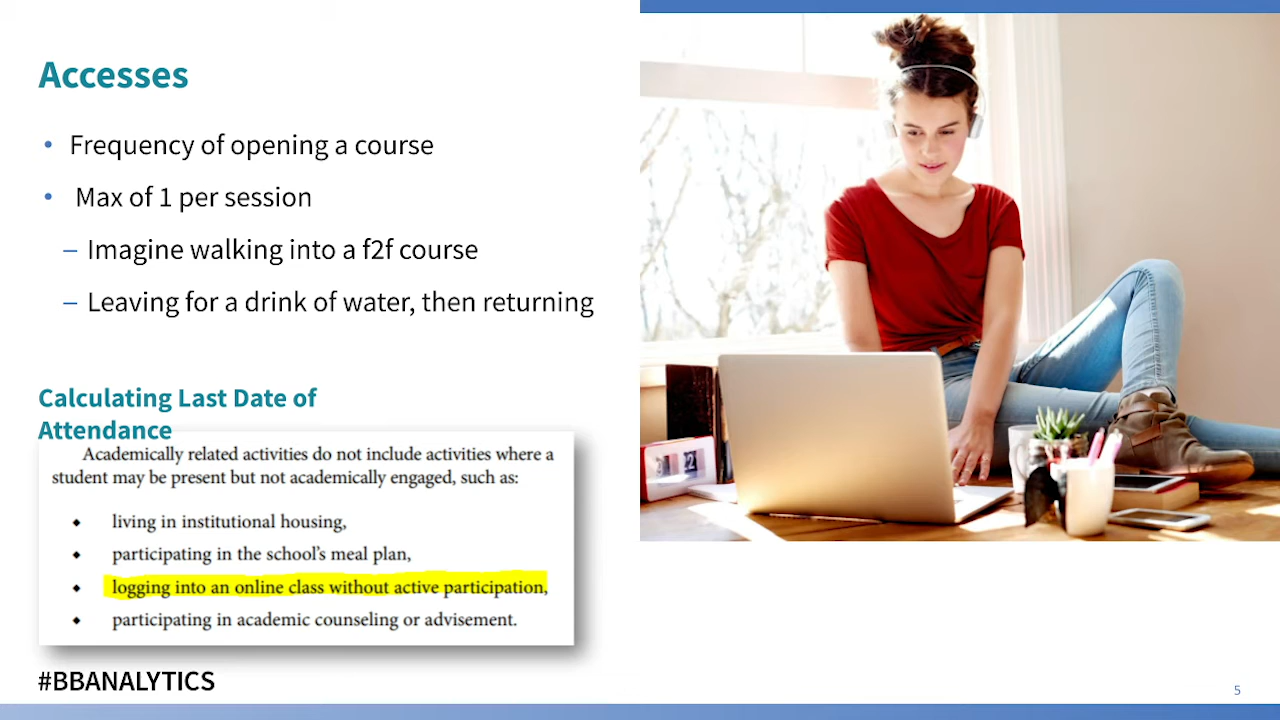 Accesses
• Frequency of opening a course
• Max of 1 per session
– Imagine walking into a f2f course
– Leaving for a drink of water, then returning
Calculating Last Date of
Attendance
Academically related activities do not include activities where a
student may be present but not academically engaged, such as:
◆ living in institutional housing,
◆ participating in the school’s meal plan,
◆ logging into an online class without active participation,
◆ participating in academic counseling or advisement.
#BBANALYTICS
5